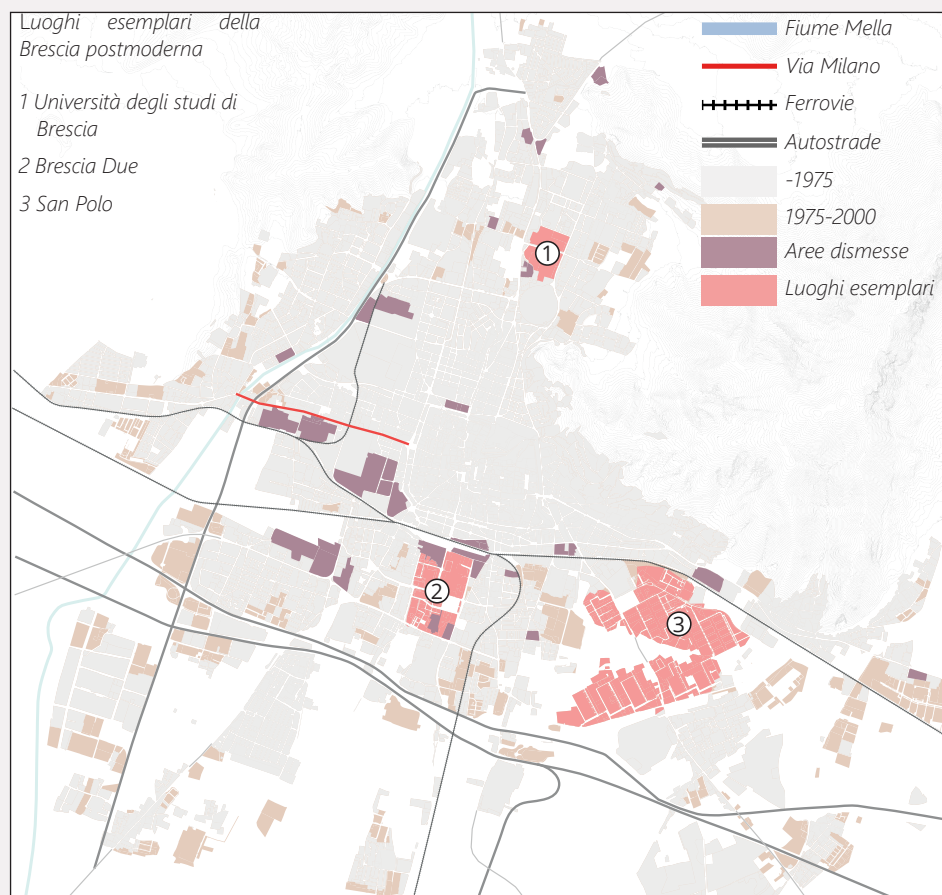 Luoghi esemplari della
Brescia postmoderna
1 Università degli studi di
Brescia
2 Brescia Due
3 San Polo
Fiume Mella
Via Milano
Ferrovie
Autostrade
-1975
1975-2000
Aree dismesse
Luoghi esemplari
1
2
3